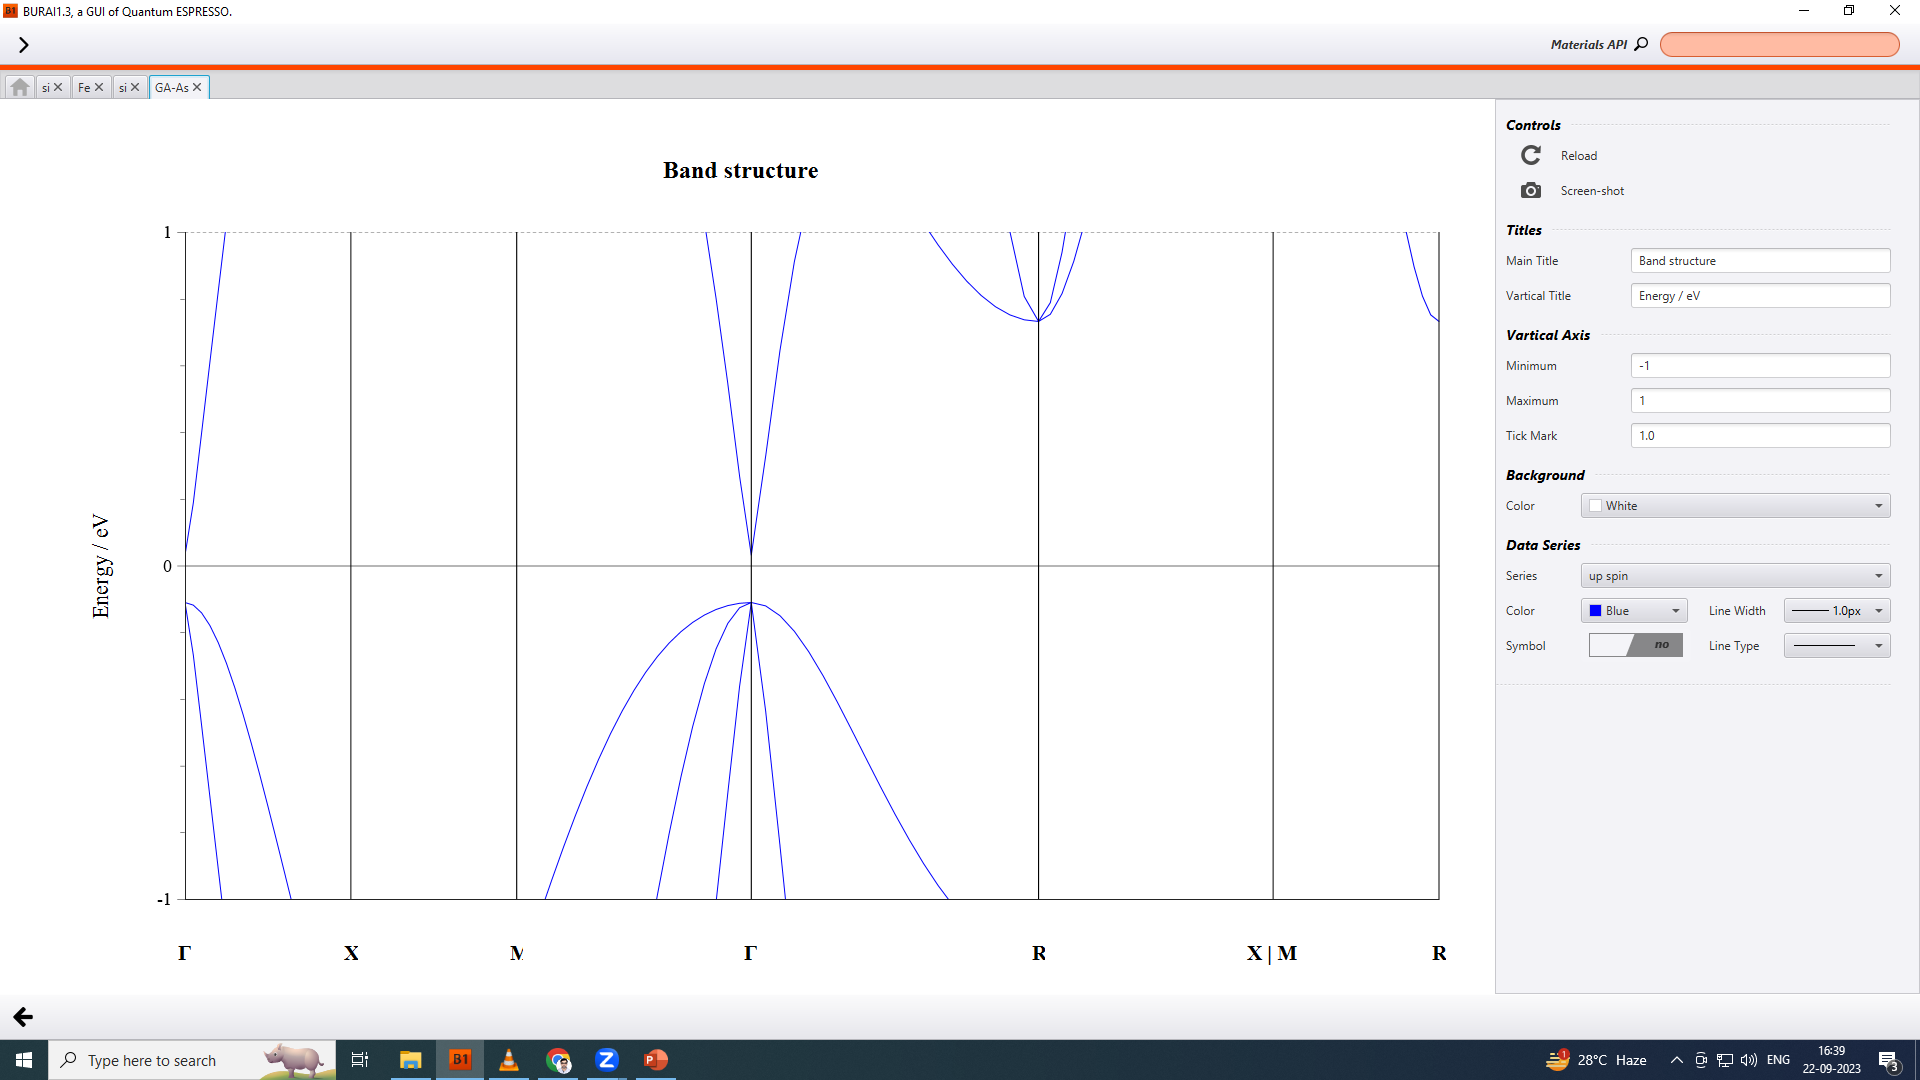 BURAI1.3, a GUI of Quantum ESPRESSO.
Materials API
si
Fe
si
GA-As
Band structure
Energy / eV
1
0
-1
Γ X M Γ R X | M R
Controls
Reload
Screen-shot
Titles
Main Title Band structure
Vartical Title Energy / eV
Vartical Axis
Minimum -1
Maximum 1
Tick Mark 1.0
Background
Color White
Data Series
Series up spin
Color Blue Line Width 1.0px
Symbol no Line Type
Type here to search
B1
28°C Haze
ENG
16:39
22-09-2023
3